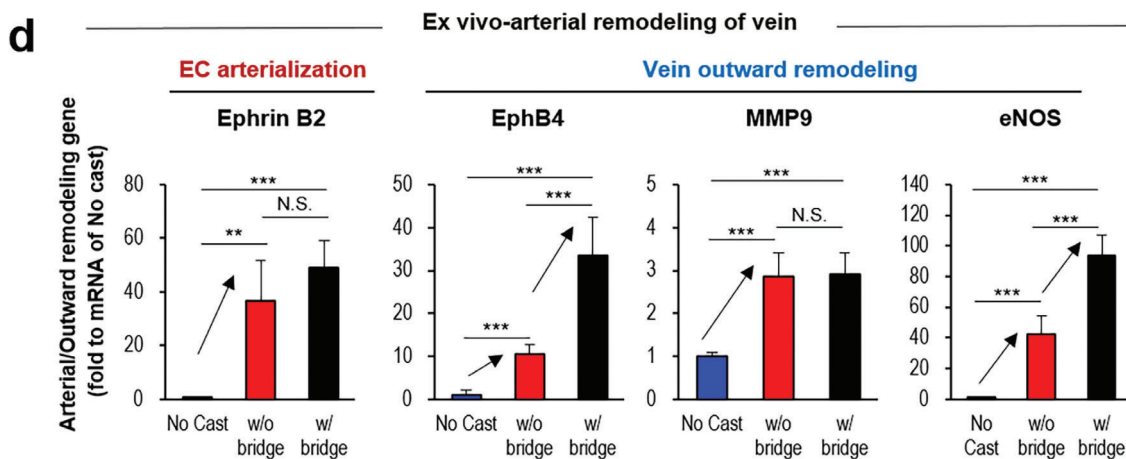 d
Ex vivo-arterial remodeling of vein
EC arterialization
Vein outward remodeling
Arterial/Outward remodeling gene
(fold to mRNA of No cast)
Ephrin B2
80
60
40
20
0
***
N.S.
**
No Cast
w/o
bridge
w/
bridge
EphB4
50
40
30
20
10
0
***
***
***
No Cast
w/o
bridge
w/
bridge
MMP9
5
4
3
2
1
0
***
N.S.
***
No Cast
w/o
bridge
w/
bridge
eNOS
140
120
100
80
60
40
20
0
***
***
***
No
Cast
w/o
bridge
w/
bridge